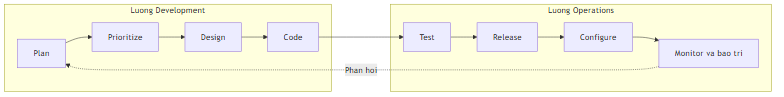 Luong Development
Luong Operations
Plan
Prioritize
Design
Code
Test
Release
Configure
Monitor va bao tri
Phan hoi